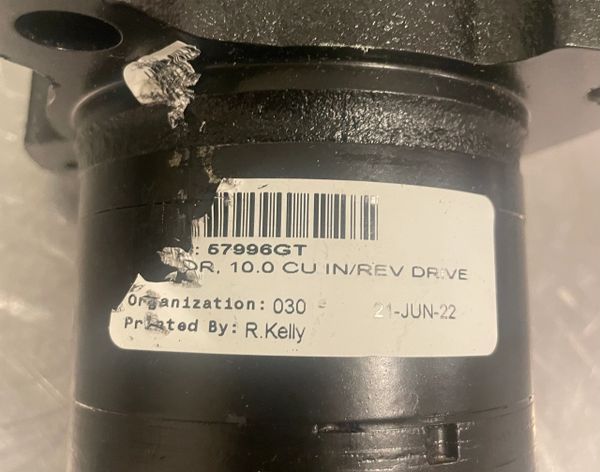 : 57996GT
OR, 10.0 CU IN/REV DRIVE
Organization: 030 21-JUN-22
Printed By: R.Kelly